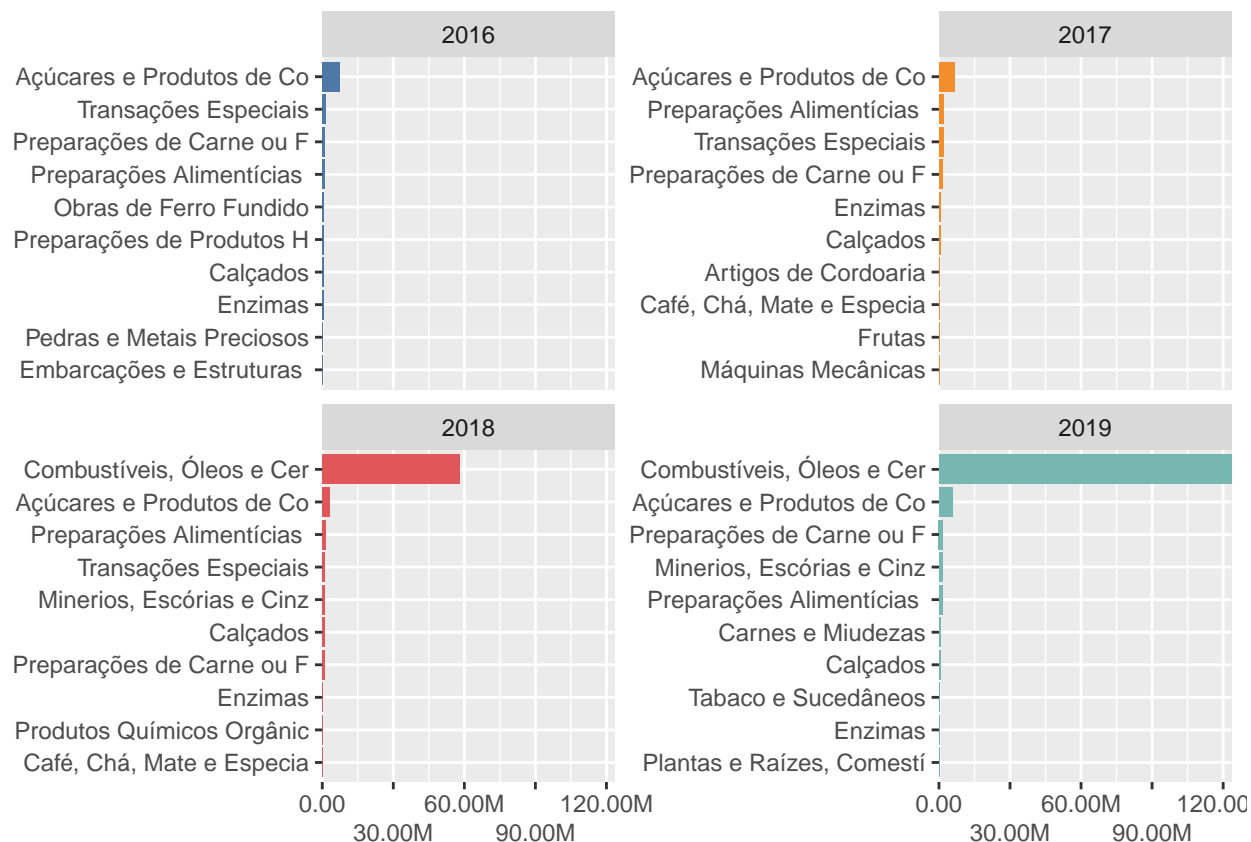 2016
Açúcares e Produtos de Co
Transações Especiais
Preparações de Carne ou F
Preparações Alimentícias
Obras de Ferro Fundido
Preparações de Produtos H
Calçados
Enzimas
Pedras e Metais Preciosos
Embarcações e Estruturas
2017
Açúcares e Produtos de Co
Preparações Alimentícias
Transações Especiais
Preparações de Carne ou F
Enzimas
Calçados
Artigos de Cordoaria
Café, Chá, Mate e Especia
Frutas
Máquinas Mecânicas
2018
Combustíveis, Óleos e Cer
Açúcares e Produtos de Co
Preparações Alimentícias
Transações Especiais
Minerios, Escórias e Cinz
Calçados
Preparações de Carne ou F
Enzimas
Produtos Químicos Orgânic
Café, Chá, Mate e Especia
0.00 60.00M 120.00M
30.00M 90.00M
2019
Combustíveis, Óleos e Cer
Açúcares e Produtos de Co
Preparações de Carne ou F
Minerios, Escórias e Cinz
Preparações Alimentícias
Carnes e Miudezas
Calçados
Tabaco e Sucedâneos
Enzimas
Plantas e Raízes, Comestí
0.00 60.00M 120.00
30.00M 90.00M